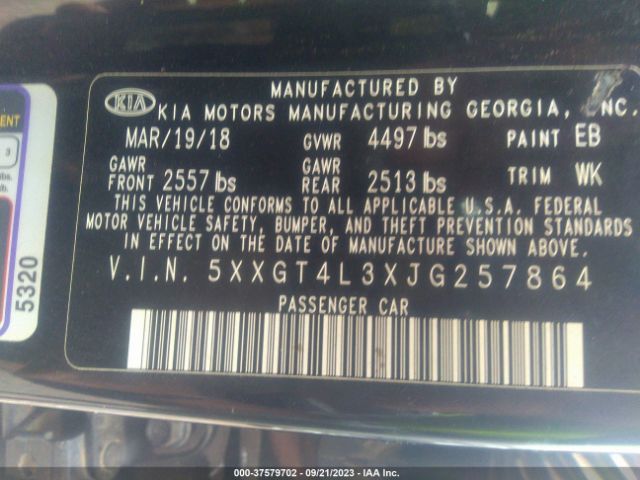 KIA
MANUFACTURED BY
KIA MOTORS MANUFACTURING GEORGIA, INC.
MAR/19/18 GVWR 4497 lbs PAINT EB
GAWR FRONT 2557 lbs GAWR REAR 2513 lbs TRIM WK
THIS VEHICLE CONFORMS TO ALL APPLICABLE U.S.A. FEDERAL
MOTOR VEHICLE SAFETY, BUMPER, AND THEFT PREVENTION STANDARDS
IN EFFECT ON THE DATE OF MANUFACTURE SHOWN ABOVE.
V.I.N. 5XXGT4L3XJG257864
PASSENGER CAR
3
lbs.
5320
000-37579702 - 09/21/2023 - IAA Inc.